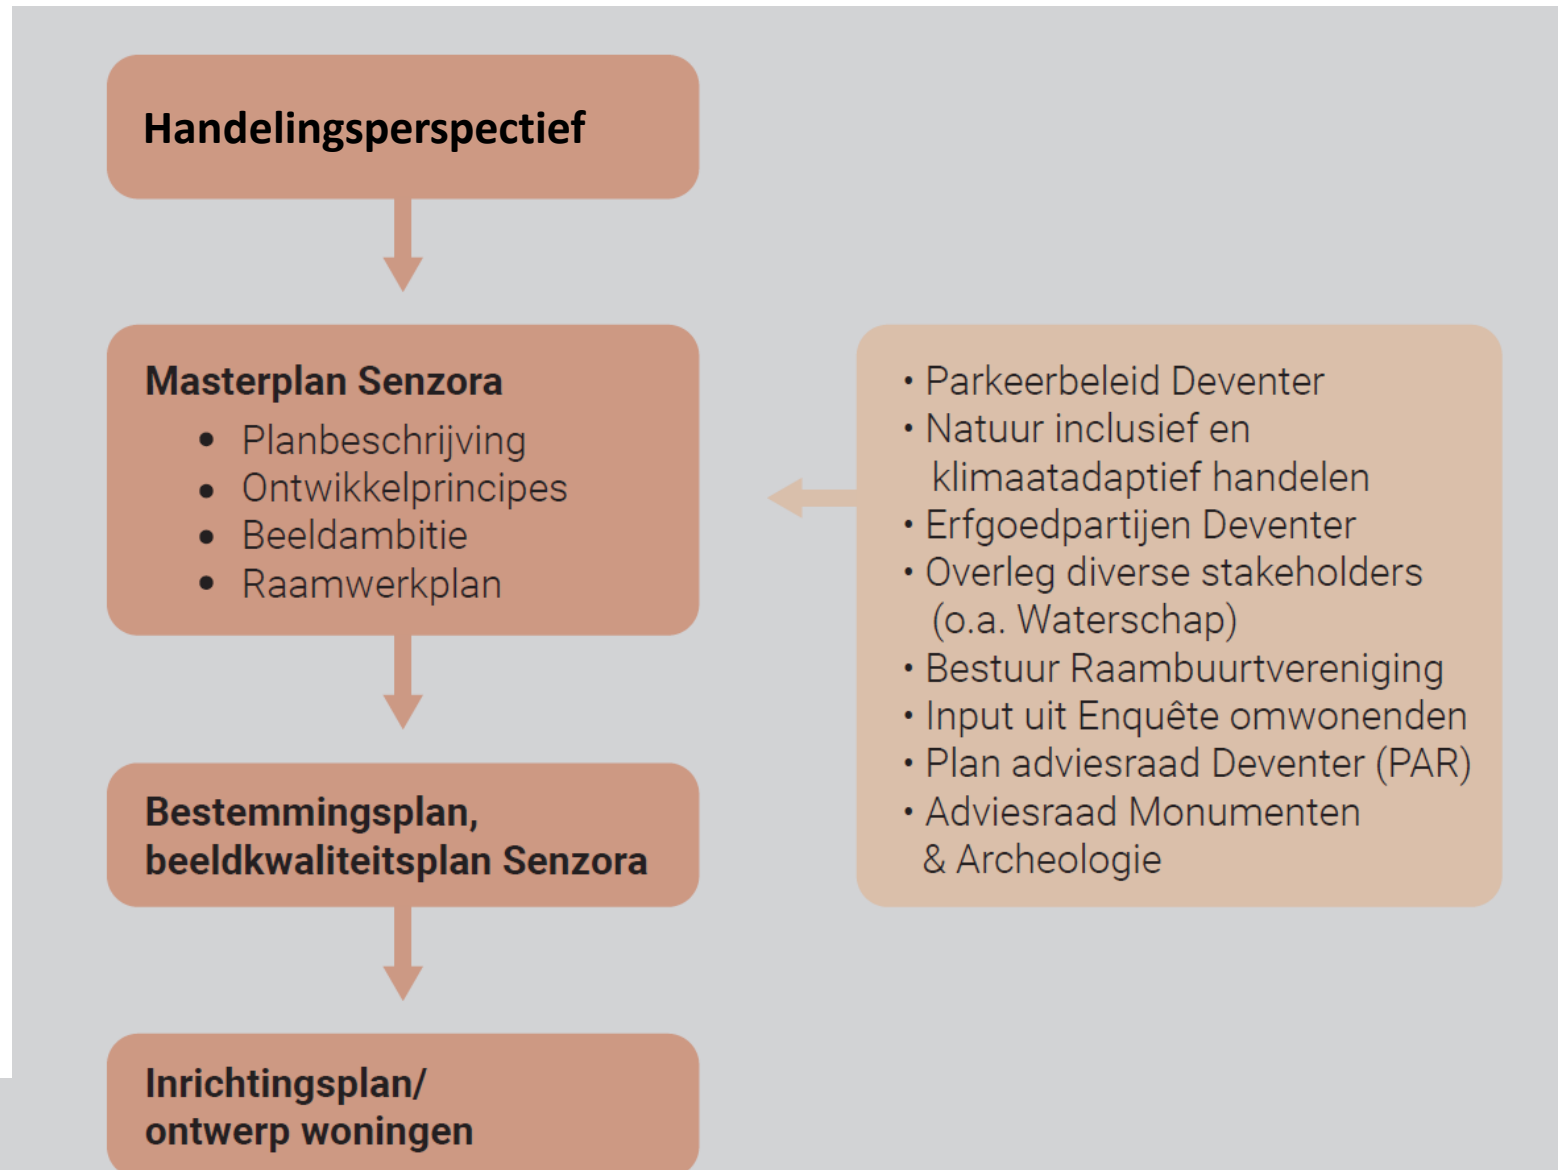 Handelingsperspectief
Masterplan Senzora
• Planbeschrijving
• Ontwikkelprincipes
• Beeldambitie
• Raamwerkplan
• Parkeerbeleid Deventer
• Natuur inclusief en
klimaatadaptief handelen
• Erfgoedpartijen Deventer
• Overleg diverse stakeholders
(o.a. Waterschap)
• Bestuur Raambuurtvereniging
• Input uit Enquête omwonenden
• Plan adviesraad Deventer (PAR)
• Adviesraad Monumenten
& Archeologie
Bestemmingsplan,
beeldkwaliteitsplan Senzora
Inrichtingsplan/
ontwerp woningen